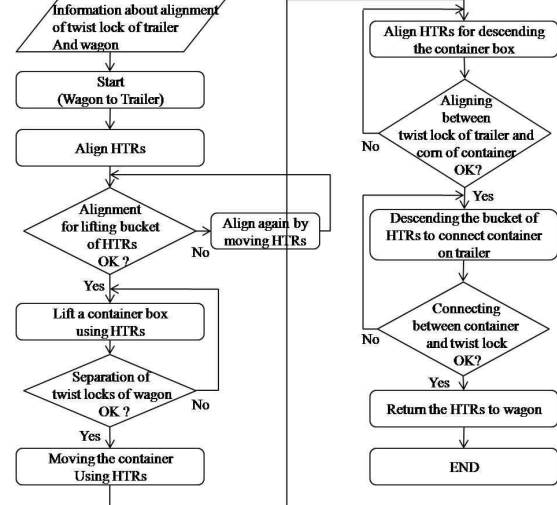 Information about alignment
of twist lock of trailer
And wagon
Start
(Wagon to Trailer)
Align HTRs
Alignment
for lifting bucket
of HTRs
OK ?
No
Align again by
moving HTRs
Yes
Lift a container box
using HTRs
Separation of
twist locks of wagon
OK ?
No
Yes
Moving the container
Using HTRs
Align HTRs for descending
the container box
Aligning
between
twist lock of trailer and
corn of container
OK?
No
Yes
Descending the bucket of
HTRs to connect container
on trailer
Connecting
between container
and twist lock
OK?
No
Yes
Return the HTRs to wagon
END